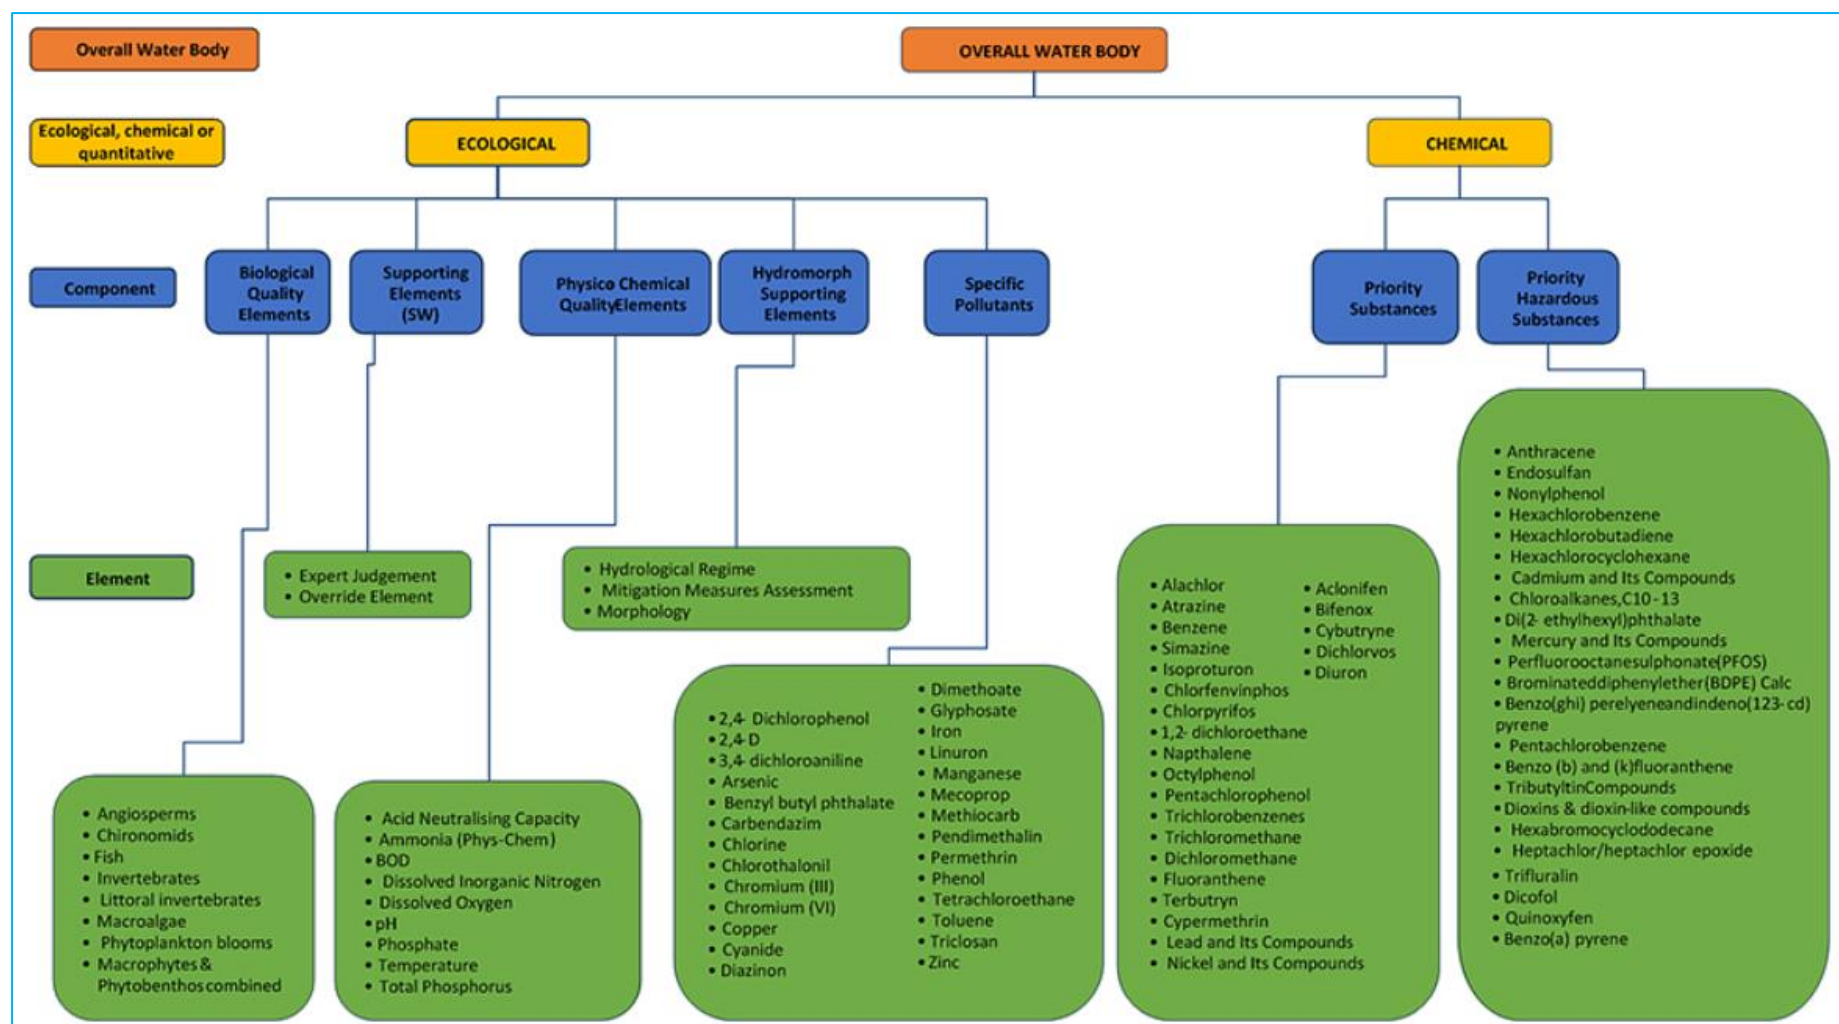 Overall Water Body
OVERALL WATER BODY
Ecological, chemical or
quantitative
ECOLOGICAL
CHEMICAL
Component
Biological
Quality
Elements
Supporting
Elements
(SW)
Physico Chemical
Quality Elements
Hydromorph
Supporting
Elements
Specific
Pollutants
Priority
Substances
Priority
Hazardous
Substances
Element
• Angiosperms
• Chironomids
• Fish
• Invertebrates
• Littoral invertebrates
• Macroalgae
• Phytoplankton blooms
• Macrophytes &
Phytobenthos combined
• Expert Judgement
• Override Element
• Acid Neutralising Capacity
• Ammonia (Phys-Chem)
• BOD
• Dissolved Inorganic Nitrogen
• Dissolved Oxygen
• pH
• Phosphate
• Temperature
• Total Phosphorus
• Hydrological Regime
• Mitigation Measures Assessment
• Morphology
• 2,4- Dichlorophenol
• 2,4-D
• 3,4- dichloroaniline
• Arsenic
• Benzyl butyl phthalate
• Carbendazim
• Chlorine
• Chlorothalonil
• Chromium (III)
• Chromium (VI)
• Copper
• Cyanide
• Diazinon
• Dimethoate
• Glyphosate
• Iron
• Linuron
• Manganese
• Mecoprop
• Methiocarb
• Pendimethalin
• Permethrin
• Phenol
• Tetrachloroethane
• Toluene
• Triclosan
• Zinc
• Alachlor
• Atrazine
• Benzene
• Simazine
• Isoproturon
• Chlorfenvinphos
• Chlorpyrifos
• 1,2- dichloroethane
• Napthalene
• Octylphenol
• Pentachlorophenol
• Trichlorobenzenes
• Trichloromethane
• Dichloromethane
• Fluoranthene
• Terbutryn
• Cypermethrin
• Lead and Its Compounds
• Nickel and Its Compounds
• Aclonifen
• Bifenox
• Cybutryne
• Dichlorvos
• Diuron
• Anthracene
• Endosulfan
• Nonylphenol
• Hexachlorobenzene
• Hexachlorobutadiene
• Hexachlorocyclohexane
• Cadmium and Its Compounds
• Chloroalkanes,C10-13
• Di(2- ethylhexyl)phthalate
• Mercury and Its Compounds
• Perfluorooctanesulphonate(PFOS)
• Brominateddiphenylether(BDPE) Calc
• Benzo(ghi) perelyeneandindeno(123-cd)
pyrene
• Pentachlorobenzene
• Benzo (b) and (k)fluoranthene
• TributyltinCompounds
• Dioxins & dioxin-like compounds
• Hexabromocyclododecane
• Heptachlor/heptachlor epoxide
• Trifluralin
• Dicofol
• Quinoxyfen
• Benzo(a) pyrene